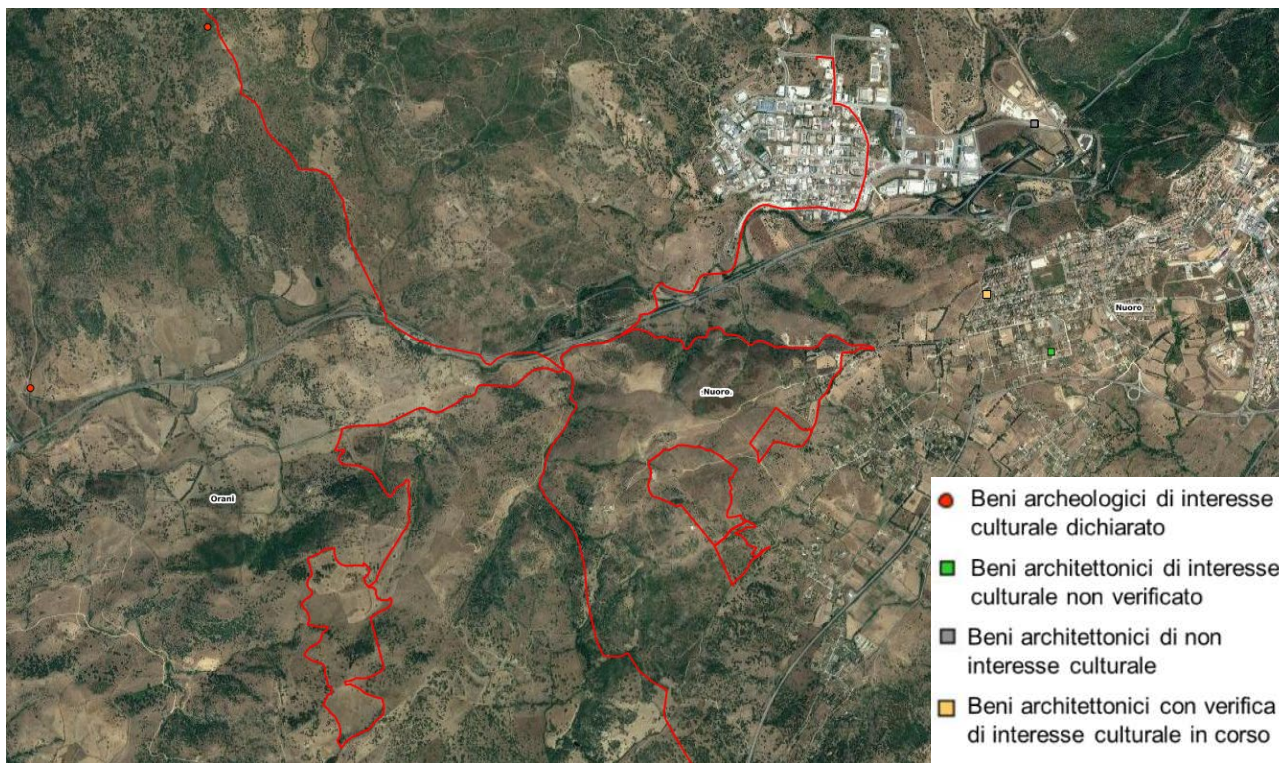 Nuoro
Nuoro
Orani
Beni archeologici di interesse
culturale dichiarato
Beni architettonici di interesse
culturale non verificato
Beni architettonici di non
interesse culturale
Beni architettonici con verifica
di interesse culturale in corso